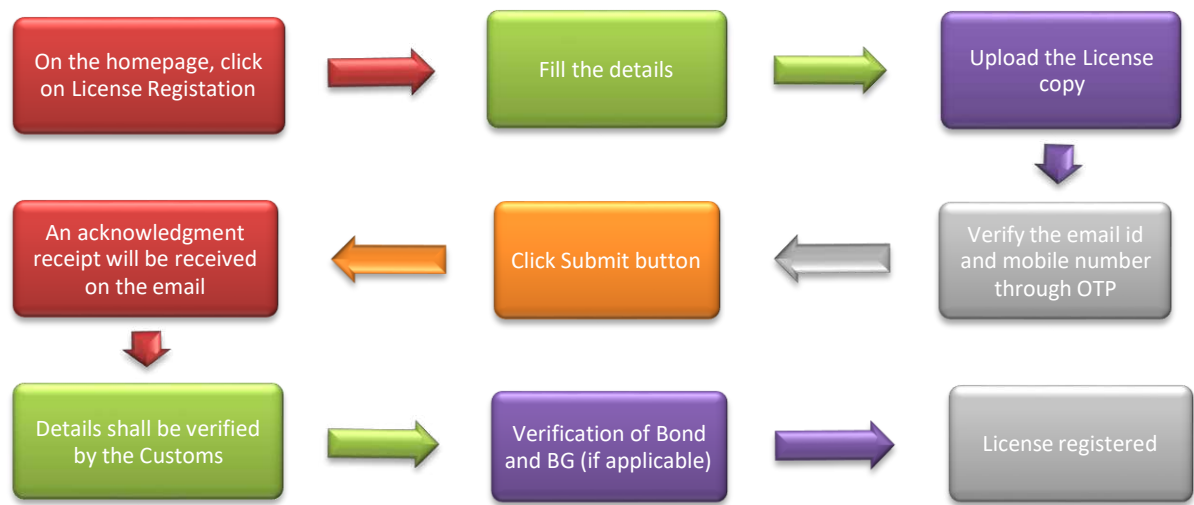 On the homepage, click
on License Registation
Fill the details
Upload the License
copy
Verify the email id
and mobile number
through OTP
Click Submit button
An acknowledgment
receipt will be received
on the email
Details shall be verified
by the Customs
Verification of Bond
and BG (if applicable)
License registered